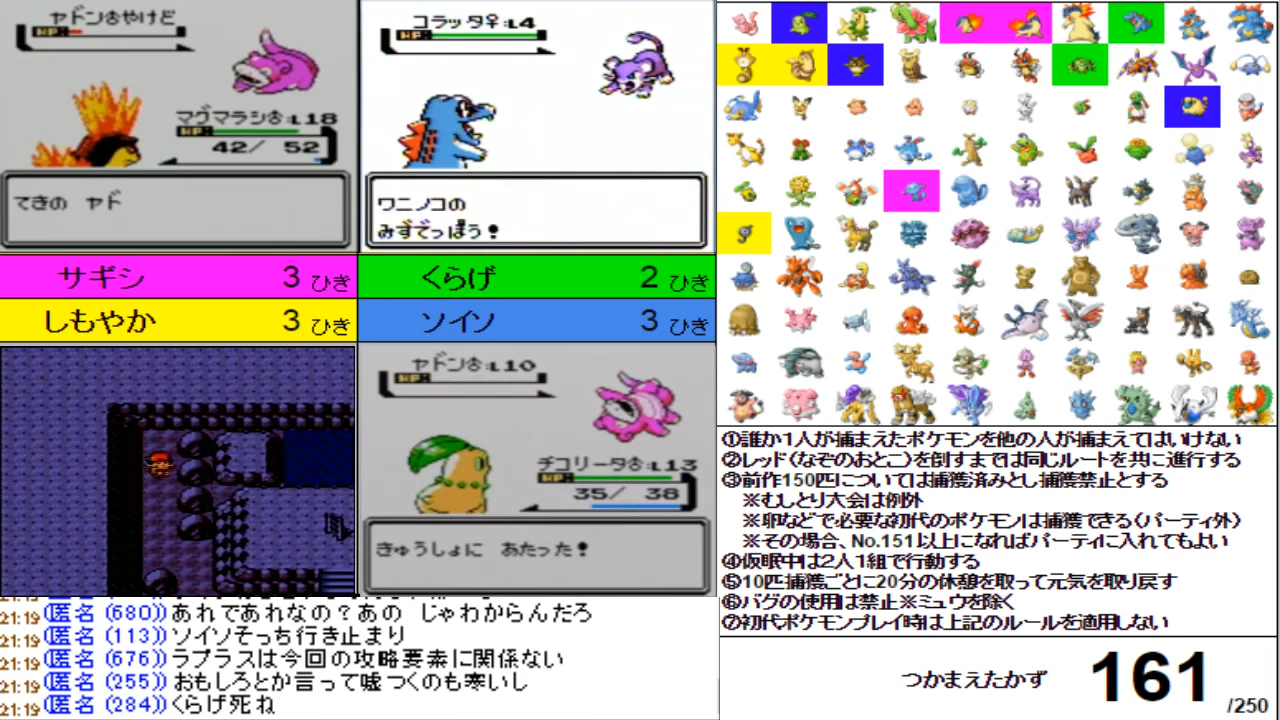 ヤドン♂やけど
HP:
マグマラシ♂:L18
HP:
42/ 52
てきの ヤド
コラッタ♀:L4
HP:
ワニノコの
みずでっぽう!
サギシ 3 ひき
くらげ 2 ひき
しもやか 3 ひき
ソイソ 3 ひき
ヤドン♂:L10
HP:
チコリータ♂:L13
HP:
35/ 38
きゅうしょに あたった!
21:19 (匿名 (680)) あれであれなの?あの じゃわからんだろ
21:19 (匿名 (113)) ソイソそっち行き止まり
21:19 (匿名 (676)) ラプラスは今回の攻略要素に関係ない
21:19 (匿名 (255)) おもしろとか言って嘘つくのも寒いし
21:19 (匿名 (284)) くらげ死ね
①誰か1人が捕まえたポケモンを他の人が捕まえてはいけない
②レッド(なぞのおとこ)を倒すまでは同じルートを共に進行する
③前作150匹については捕獲済みとし捕獲禁止とする
※むしとり大会は例外
※卵などで必要な初代のポケモンは捕獲できる(パーティ外)
※その場合、No.151以上になればパーティに入れてもよい
④仮眠中は2人1組で行動する
⑤10匹捕獲ごとに20分の休憩を取って元気を取り戻す
⑥バグの使用は禁止※ミュウを除く
⑦初代ポケモンプレイ時は上記のルールを適用しない
つかまえたかず 161 /250